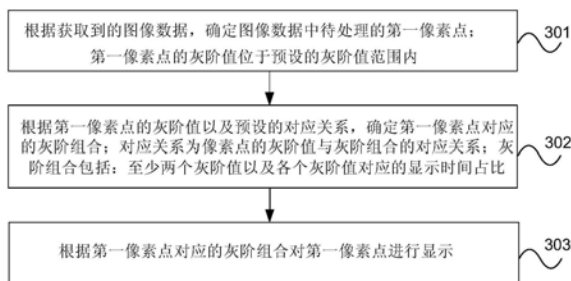 根据获取到的图像数据，确定图像数据中待处理的第一像素点；
第一像素点的灰阶值位于预设的灰阶值范围内
301
根据第一像素点的灰阶值以及预设的对应关系，确定第一像素点对应
的灰阶组合；对应关系为像素点的灰阶值与灰阶组合的对应关系；灰
阶组合包括：至少两个灰阶值以及各个灰阶值对应的显示时间占比
302
根据第一像素点对应的灰阶组合对第一像素点进行显示
303